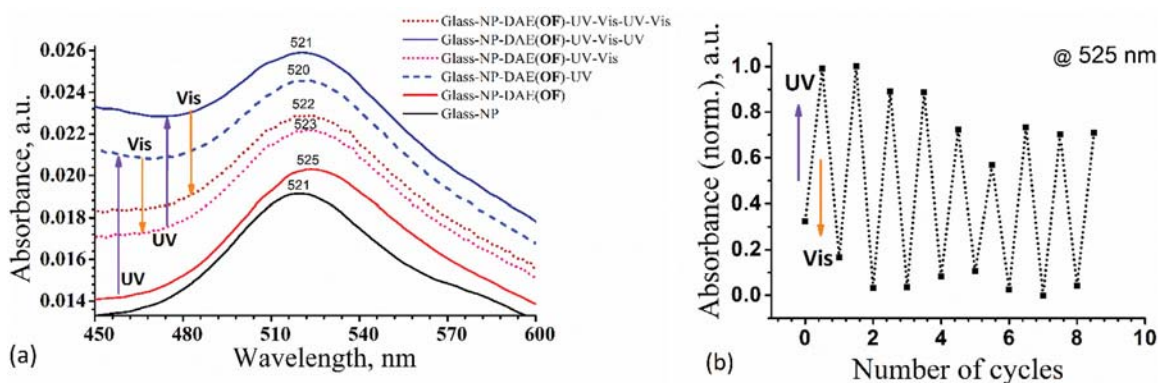 Glass-NP-DAE(OF)-UV-Vis-UV-Vis
Glass-NP-DAE(OF)-UV-Vis-UV
Glass-NP-DAE(OF)-UV-Vis
Glass-NP-DAE(OF)-UV
Glass-NP-DAE(OF)
Glass-NP
0.026
0.024
0.022
0.020
0.018
0.016
0.014
Absorbance, a.u.
521
520
522
523
525
521
Vis
Vis
UV
UV
450 480 510 540 570 600
Wavelength, nm
(a)
@ 525 nm
1.0
0.8
0.6
0.4
0.2
0.0
Absorbance (norm.), a.u.
UV
Vis
0 2 4 6 8
Number of cycles
(b)